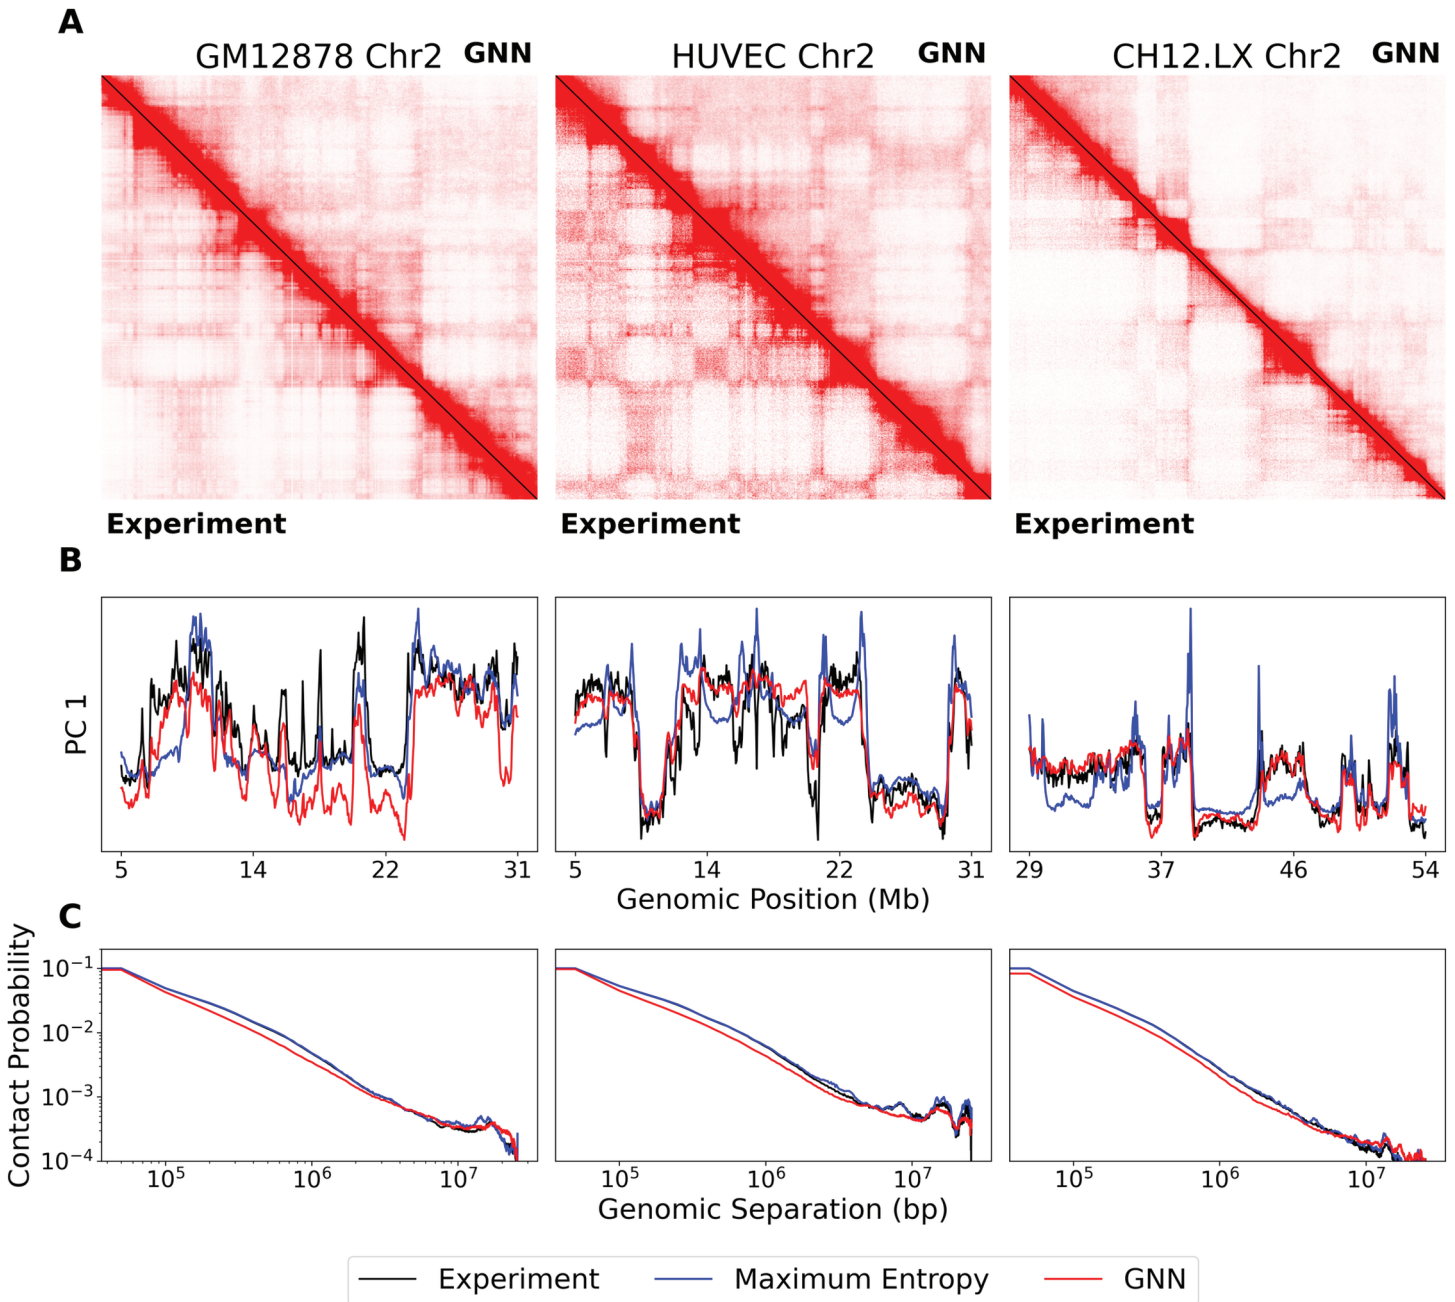 A
GM12878 Chr2 GNN
HUVEC Chr2 GNN
CH12.LX Chr2 GNN
Experiment
Experiment
Experiment
B
PC 1
5 14 22 31
5 14 22 31
29 37 46 54
Genomic Position (Mb)
C
Contact Probability
10⁻¹
10⁻²
10⁻³
10⁻⁴
10⁵ 10⁶ 10⁷
10⁵ 10⁶ 10⁷
10⁵ 10⁶ 10⁷
Genomic Separation (bp)
Experiment Maximum Entropy GNN